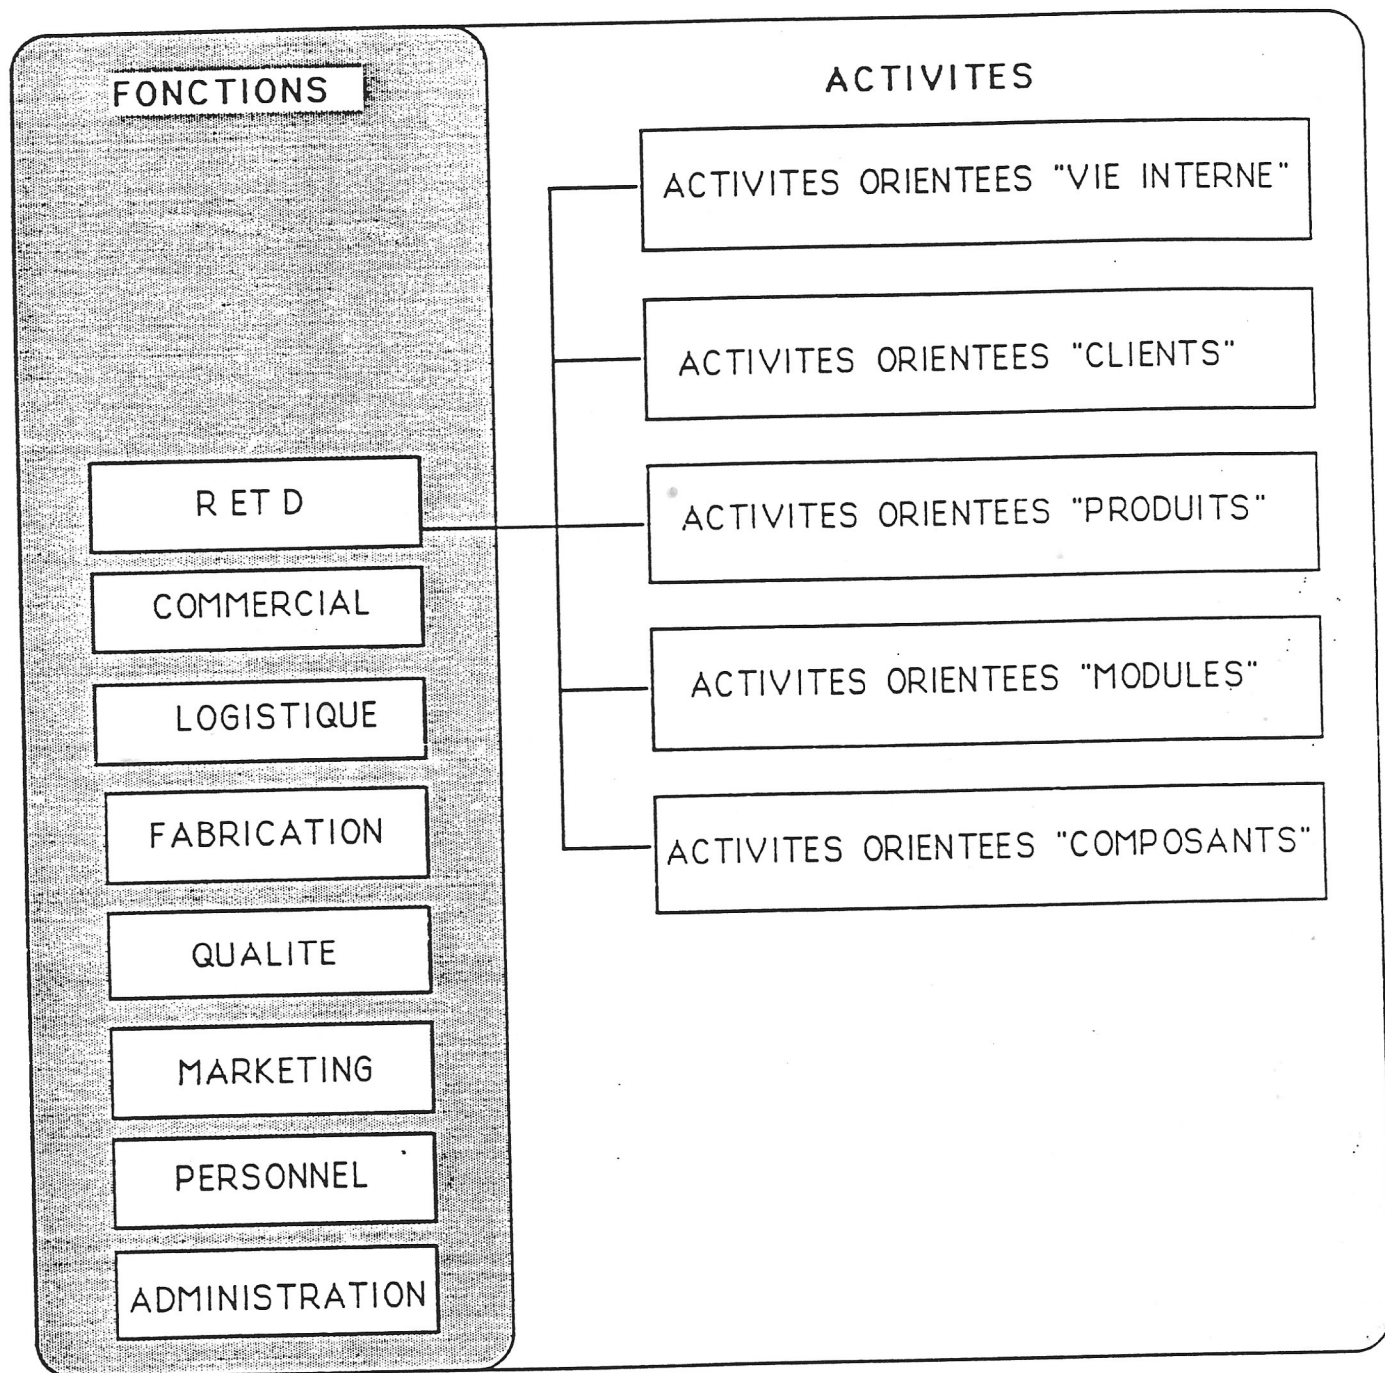 FONCTIONS
R ET D
COMMERCIAL
LOGISTIQUE
FABRICATION
QUALITE
MARKETING
PERSONNEL
ADMINISTRATION
ACTIVITES
ACTIVITES ORIENTEES "VIE INTERNE"
ACTIVITES ORIENTEES "CLIENTS"
ACTIVITES ORIENTEES "PRODUITS"
ACTIVITES ORIENTEES "MODULES"
ACTIVITES ORIENTEES "COMPOSANTS"